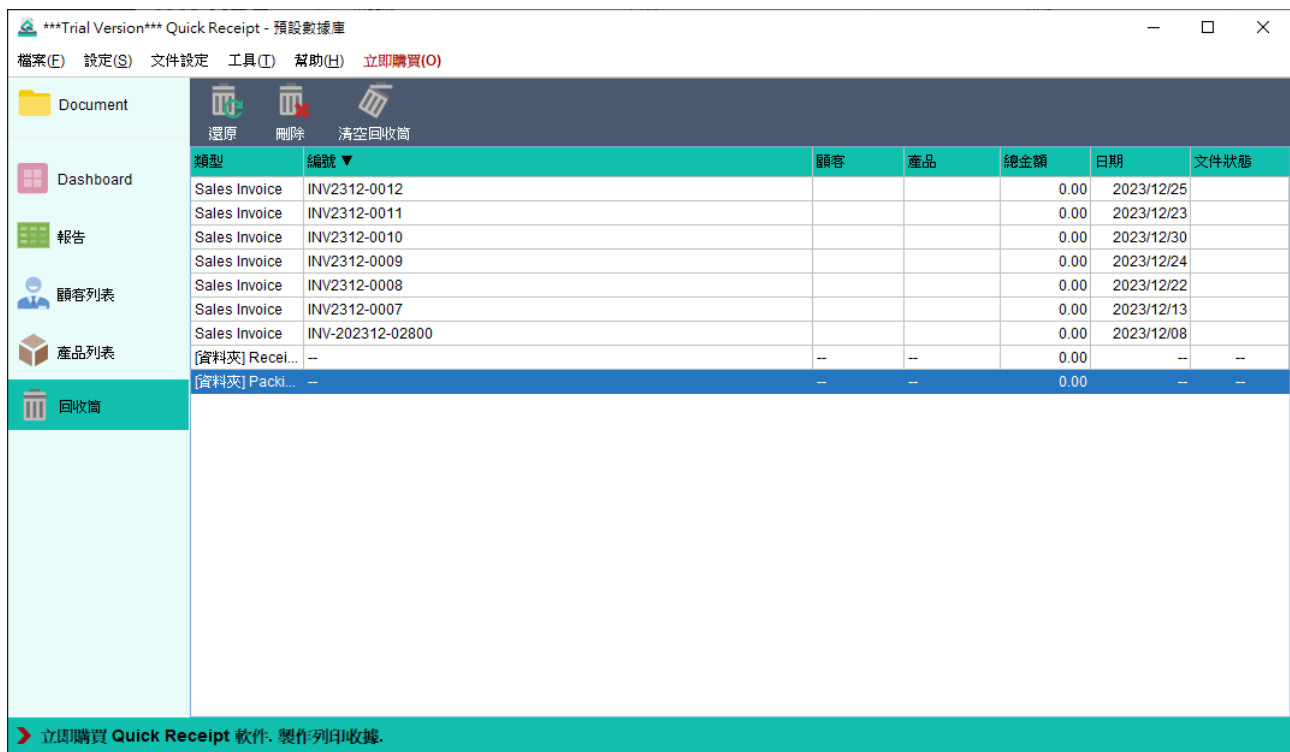 ***Trial Version*** Quick Receipt - 預設數據庫
檔案(F) 設定(S) 文件設定 工具(T) 幫助(H) 立即購買(O)
Document
還原 刪除 清空回收筒
類型 編號 ▼ 顧客 產品 總金額 日期 文件狀態
Dashboard
報告
顧客列表
產品列表
回收筒
Sales Invoice INV2312-0012 0.00 2023/12/25
Sales Invoice INV2312-0011 0.00 2023/12/23
Sales Invoice INV2312-0010 0.00 2023/12/30
Sales Invoice INV2312-0009 0.00 2023/12/24
Sales Invoice INV2312-0008 0.00 2023/12/22
Sales Invoice INV2312-0007 0.00 2023/12/13
Sales Invoice INV-202312-02800 0.00 2023/12/08
[資料夾] Recei... -- -- -- 0.00 -- --
[資料夾] Packi... -- -- -- 0.00 -- --
立即購買 Quick Receipt 軟件. 製作列印收據.